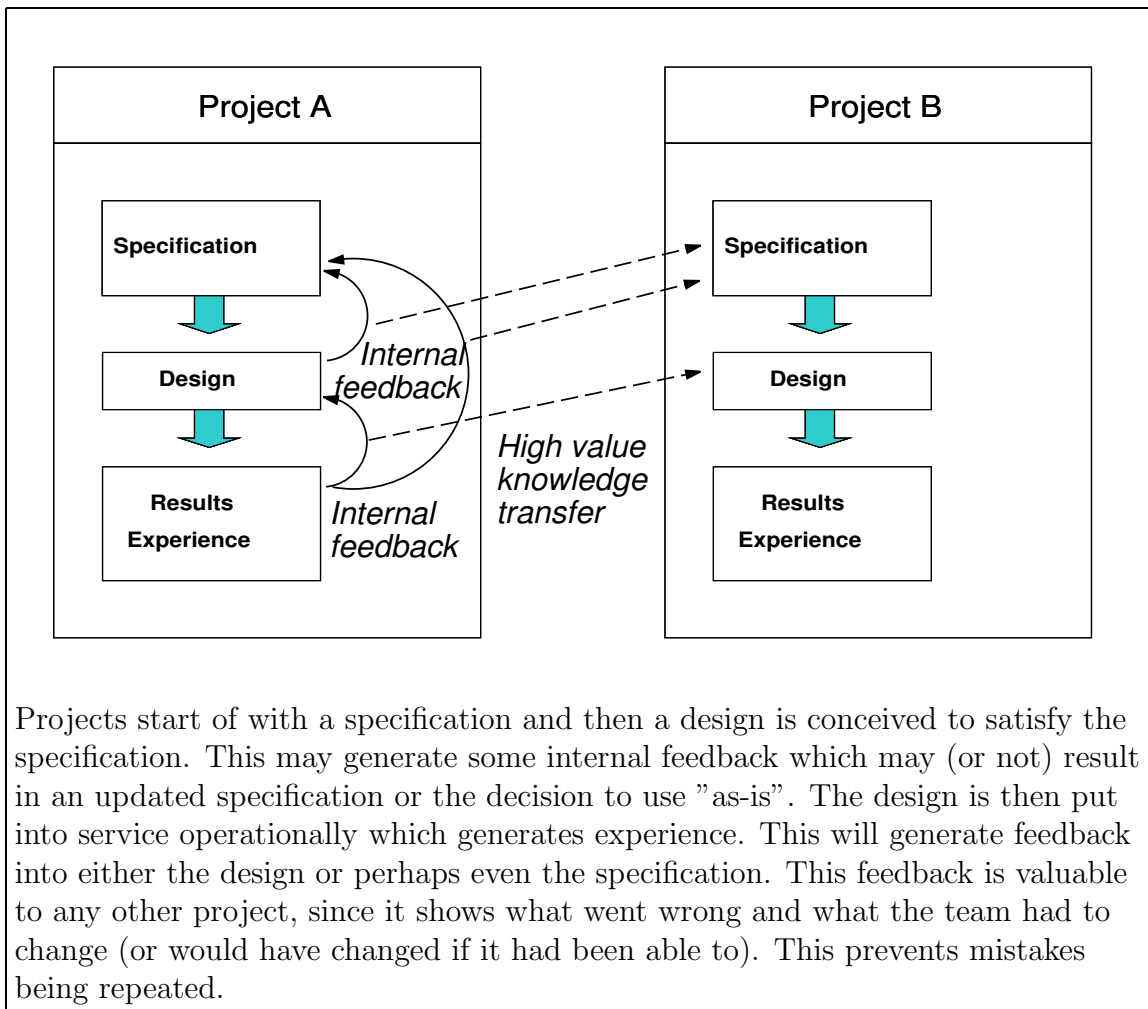 Project A
Project B
Specification
Specification
Internal
feedback
Design
Design
High value
knowledge
transfer
Results
Experience
Internal
feedback
Results
Experience
Projects start of with a specification and then a design is conceived to satisfy the
specification. This may generate some internal feedback which may (or not) result
in an updated specification or the decision to use ”as-is”. The design is then put
into service operationally which generates experience. This will generate feedback
into either the design or perhaps even the specification. This feedback is valuable
to any other project, since it shows what went wrong and what the team had to
change (or would have changed if it had been able to). This prevents mistakes
being repeated.